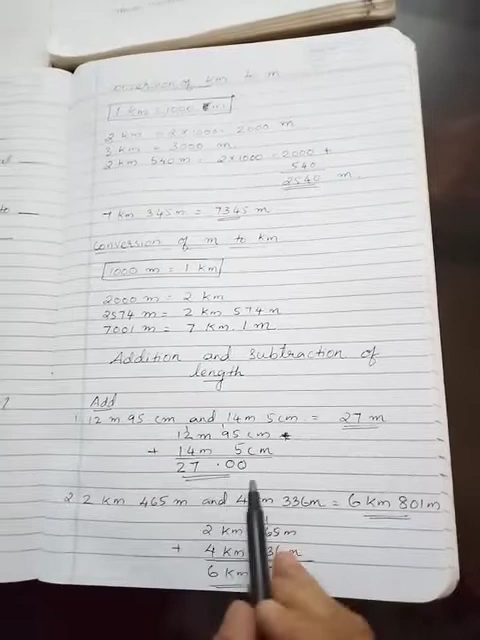 Conversion of km to m
1 km = 1000 m
2 km = 2 x 1000 = 2000 m
3 km = 3000 m
2 km 540 m = 2 x 1000 = 2000 +
540
2540 m
7 km 345 m = 7345 m
Conversion of m to km
1000 m = 1 km
2000 m = 2 km
2574 m = 2 km 574 m
7001 m = 7 km 1 m
Addition and subtraction of
length
Add
1. 12 m 95 cm and 14 m 5 cm = 27 m
12 m 95 cm
+ 14 m 5 cm
27 . 00
2 2 km 465 m and 336 m = 6 km 801 m
2 km 65 m
+ 4 km
6 km